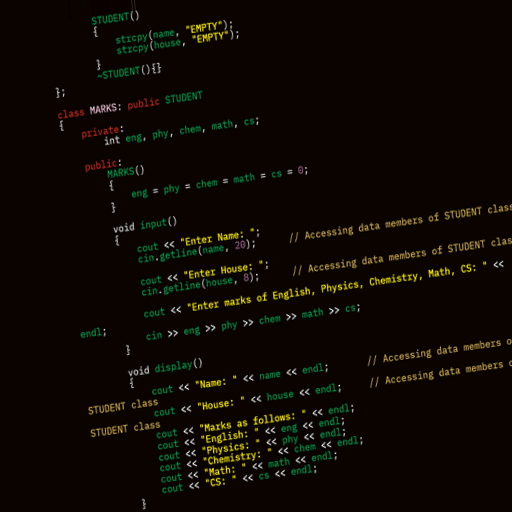 STUDENT()
{
strcpy(name, "EMPTY");
strcpy(house, "EMPTY");
}
~STUDENT(){}
};
class MARKS: public STUDENT
{
private:
int eng, phy, chem, math, cs;
public:
MARKS()
{
eng = phy = chem = math = cs = 0;
}
void input()
{
cout << "Enter Name: ";
cin.getline(name, 20); // Accessing data members of STUDENT class
cout << "Enter House: ";
cin.getline(house, 8); // Accessing data members of STUDENT class
cout << "Enter marks of English, Physics, Chemistry, Math, CS: " <<
endl;
cin >> eng >> phy >> chem >> math >> cs;
}
void display()
{
cout << "Name: " << name << endl; // Accessing data members of
STUDENT class
cout << "House: " << house << endl; // Accessing data members of
STUDENT class
cout << "Marks as follows: " << endl;
cout << "English: " << eng << endl;
cout << "Physics: " << phy << endl;
cout << "Chemistry: " << chem << endl;
cout << "Math: " << math << endl;
cout << "CS: " << cs << endl;
}